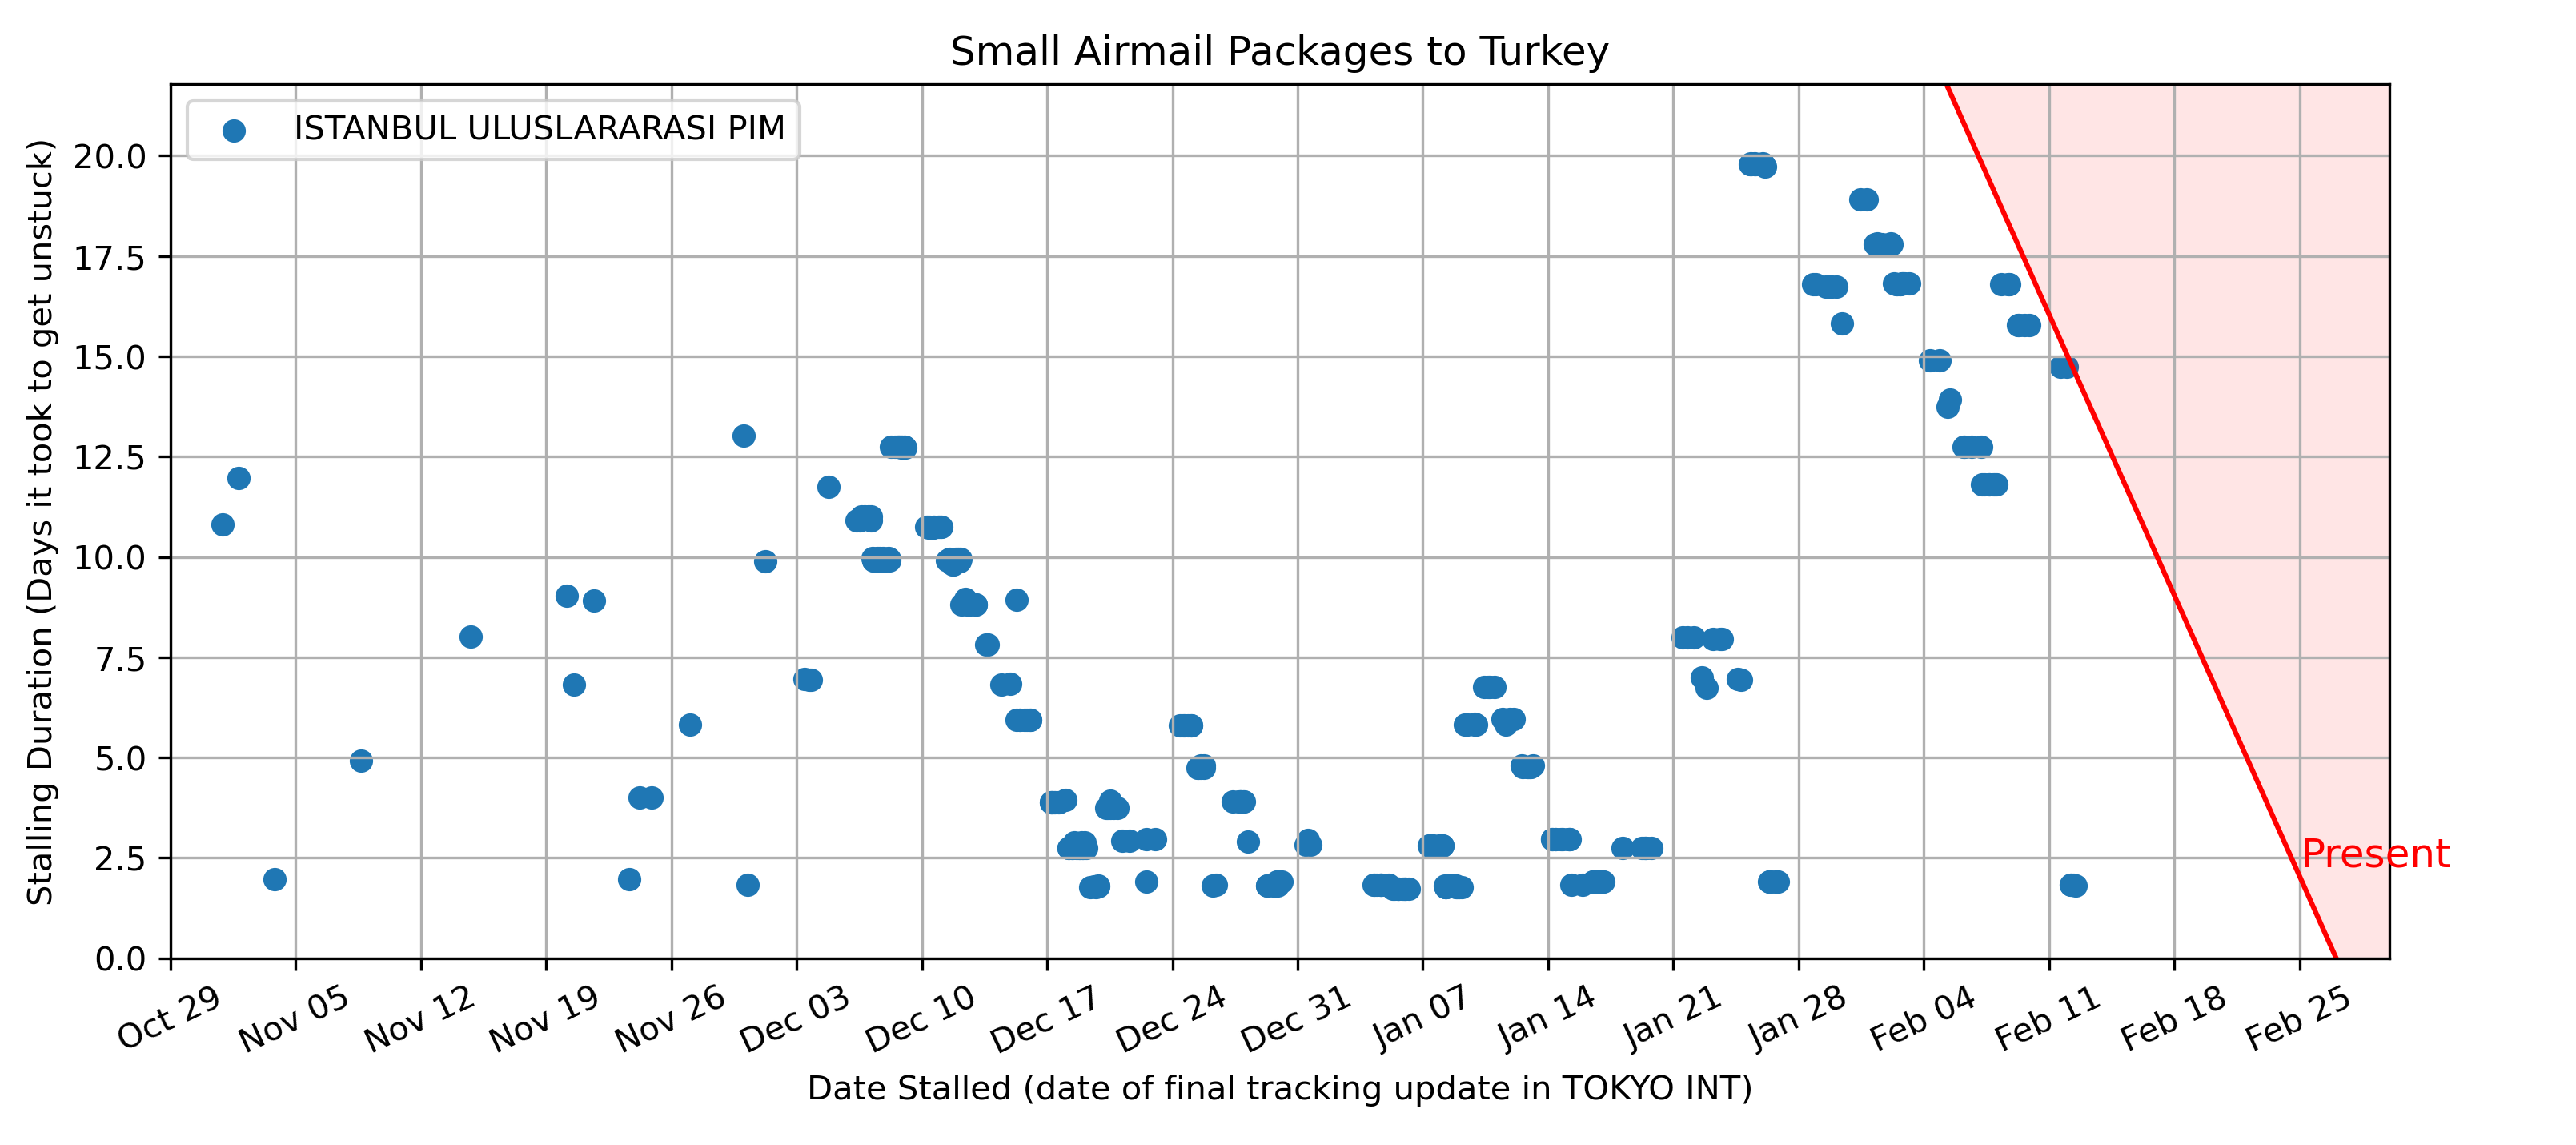 Small Airmail Packages to Turkey
ISTANBUL ULUSLARARASI PIM
Stalling Duration (Days it took to get unstuck)
20.0
17.5
15.0
12.5
10.0
7.5
5.0
2.5
0.0
Present
Oct 29
Nov 05
Nov 12
Nov 19
Nov 26
Dec 03
Dec 10
Dec 17
Dec 24
Dec 31
Jan 07
Jan 14
Jan 21
Jan 28
Feb 04
Feb 11
Feb 18
Feb 25
Date Stalled (date of final tracking update in TOKYO INT)